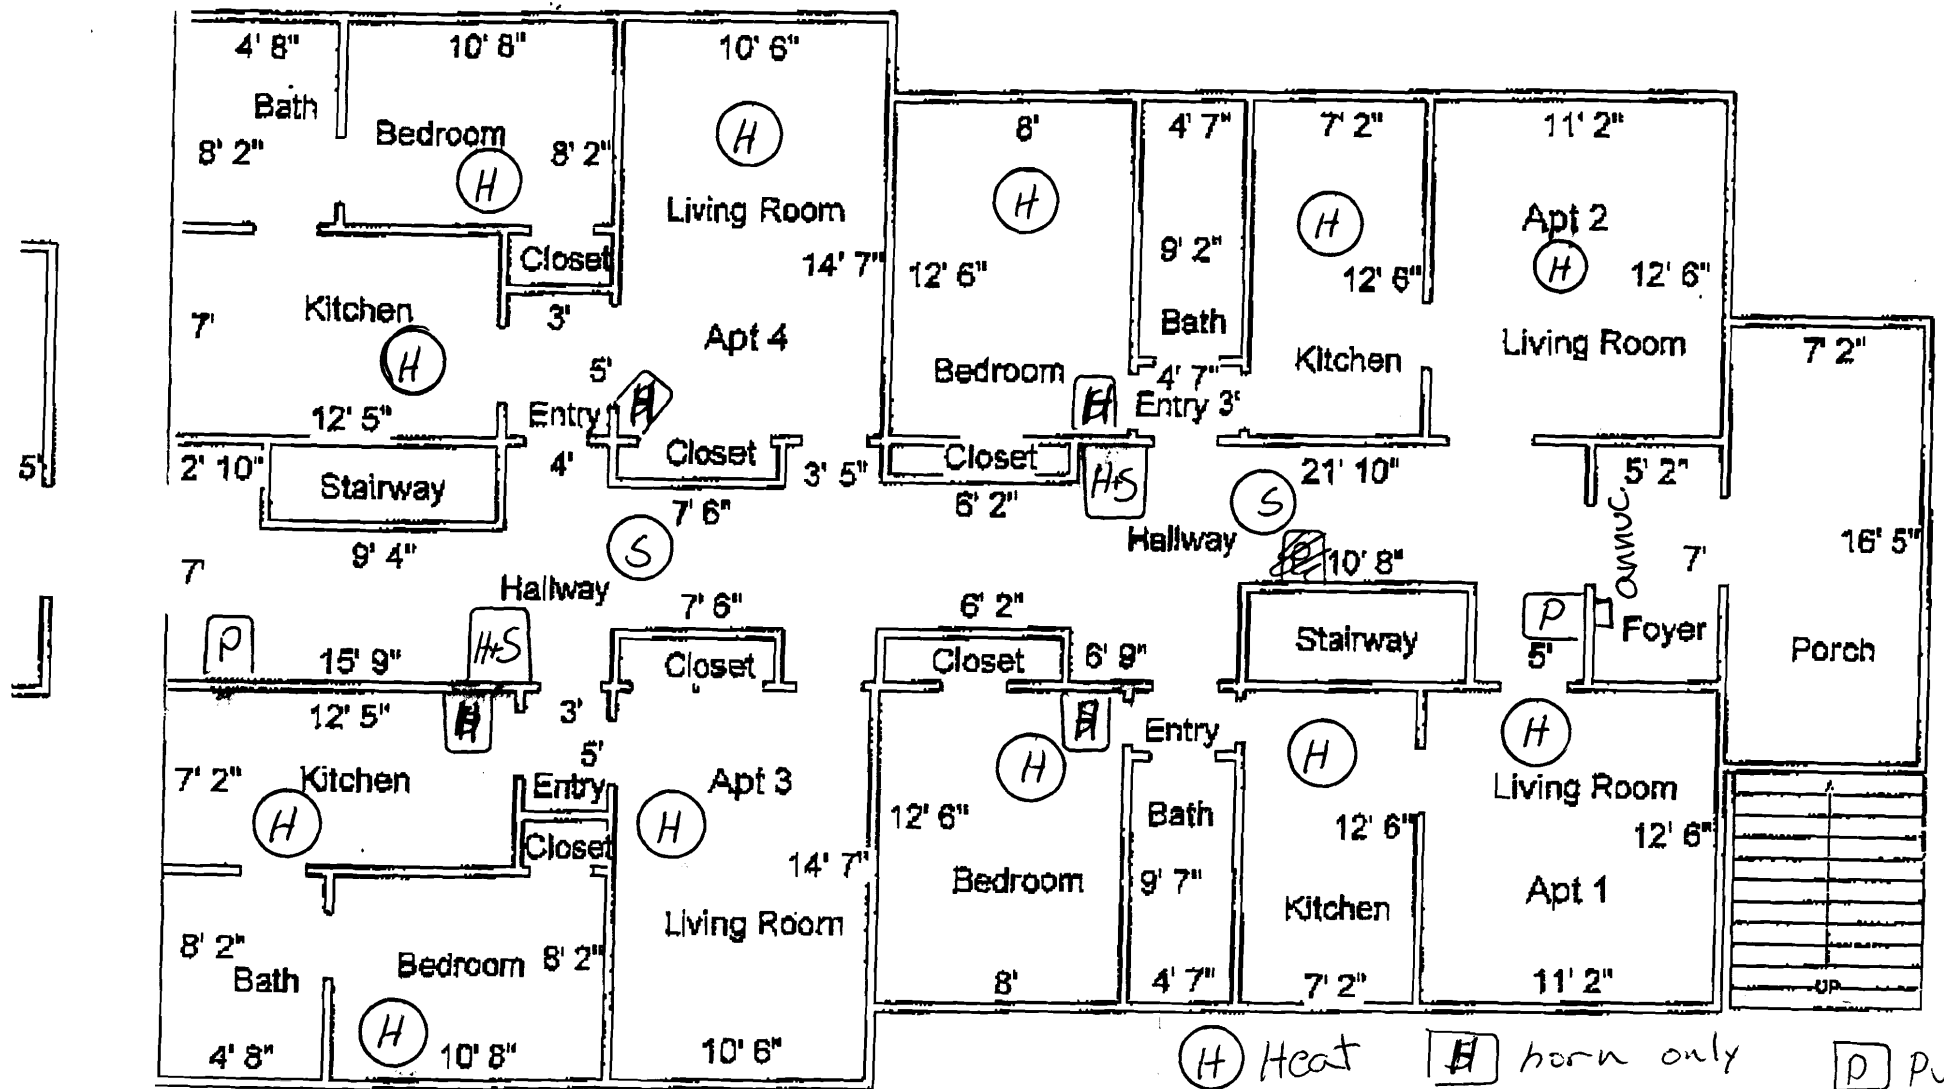 4' 8"
10' 8"
10' 6"
Bath
Bedroom
8' 2"
8' 2"
H
H
Living Room
8'
4' 7"
7' 2"
11' 2"
H
H
Apt 2
H
Closet
14' 7"
12' 6"
9' 2"
12' 6"
12' 6"
Kitchen
3'
7'
Apt 4
Bath
Living Room
7' 2"
H
5'
H
Bedroom
4' 7"
Kitchen
12' 5"
Entry
H
Entry 3'
5'
2' 10"
Stairway
4'
Closet
3' 5"
Closet
H+S
21' 10"
5' 2"
7' 6"
6' 2"
S
annuc
9' 4"
S
Hallway
10' 8"
7'
16' 5"
7'
Hallway
7' 6"
6' 2"
P
H+S
Closet
Closet
6' 9"
Stairway
P
5'
Foyer
Porch
15' 9"
12' 5"
H
3'
H
Entry
H
H
H
5'
7' 2"
Kitchen
Entry
Apt 3
Living Room
H
H
12' 6"
Bath
12' 6"
12' 6"
Closet
14' 7"
Bedroom
9' 7"
Apt 1
Living Room
Kitchen
8' 2"
Bath
Bedroom
8' 2"
8'
4' 7"
7' 2"
11' 2"
UP
H
4' 8"
10' 8"
10' 6"
H Heat
H horn only
P